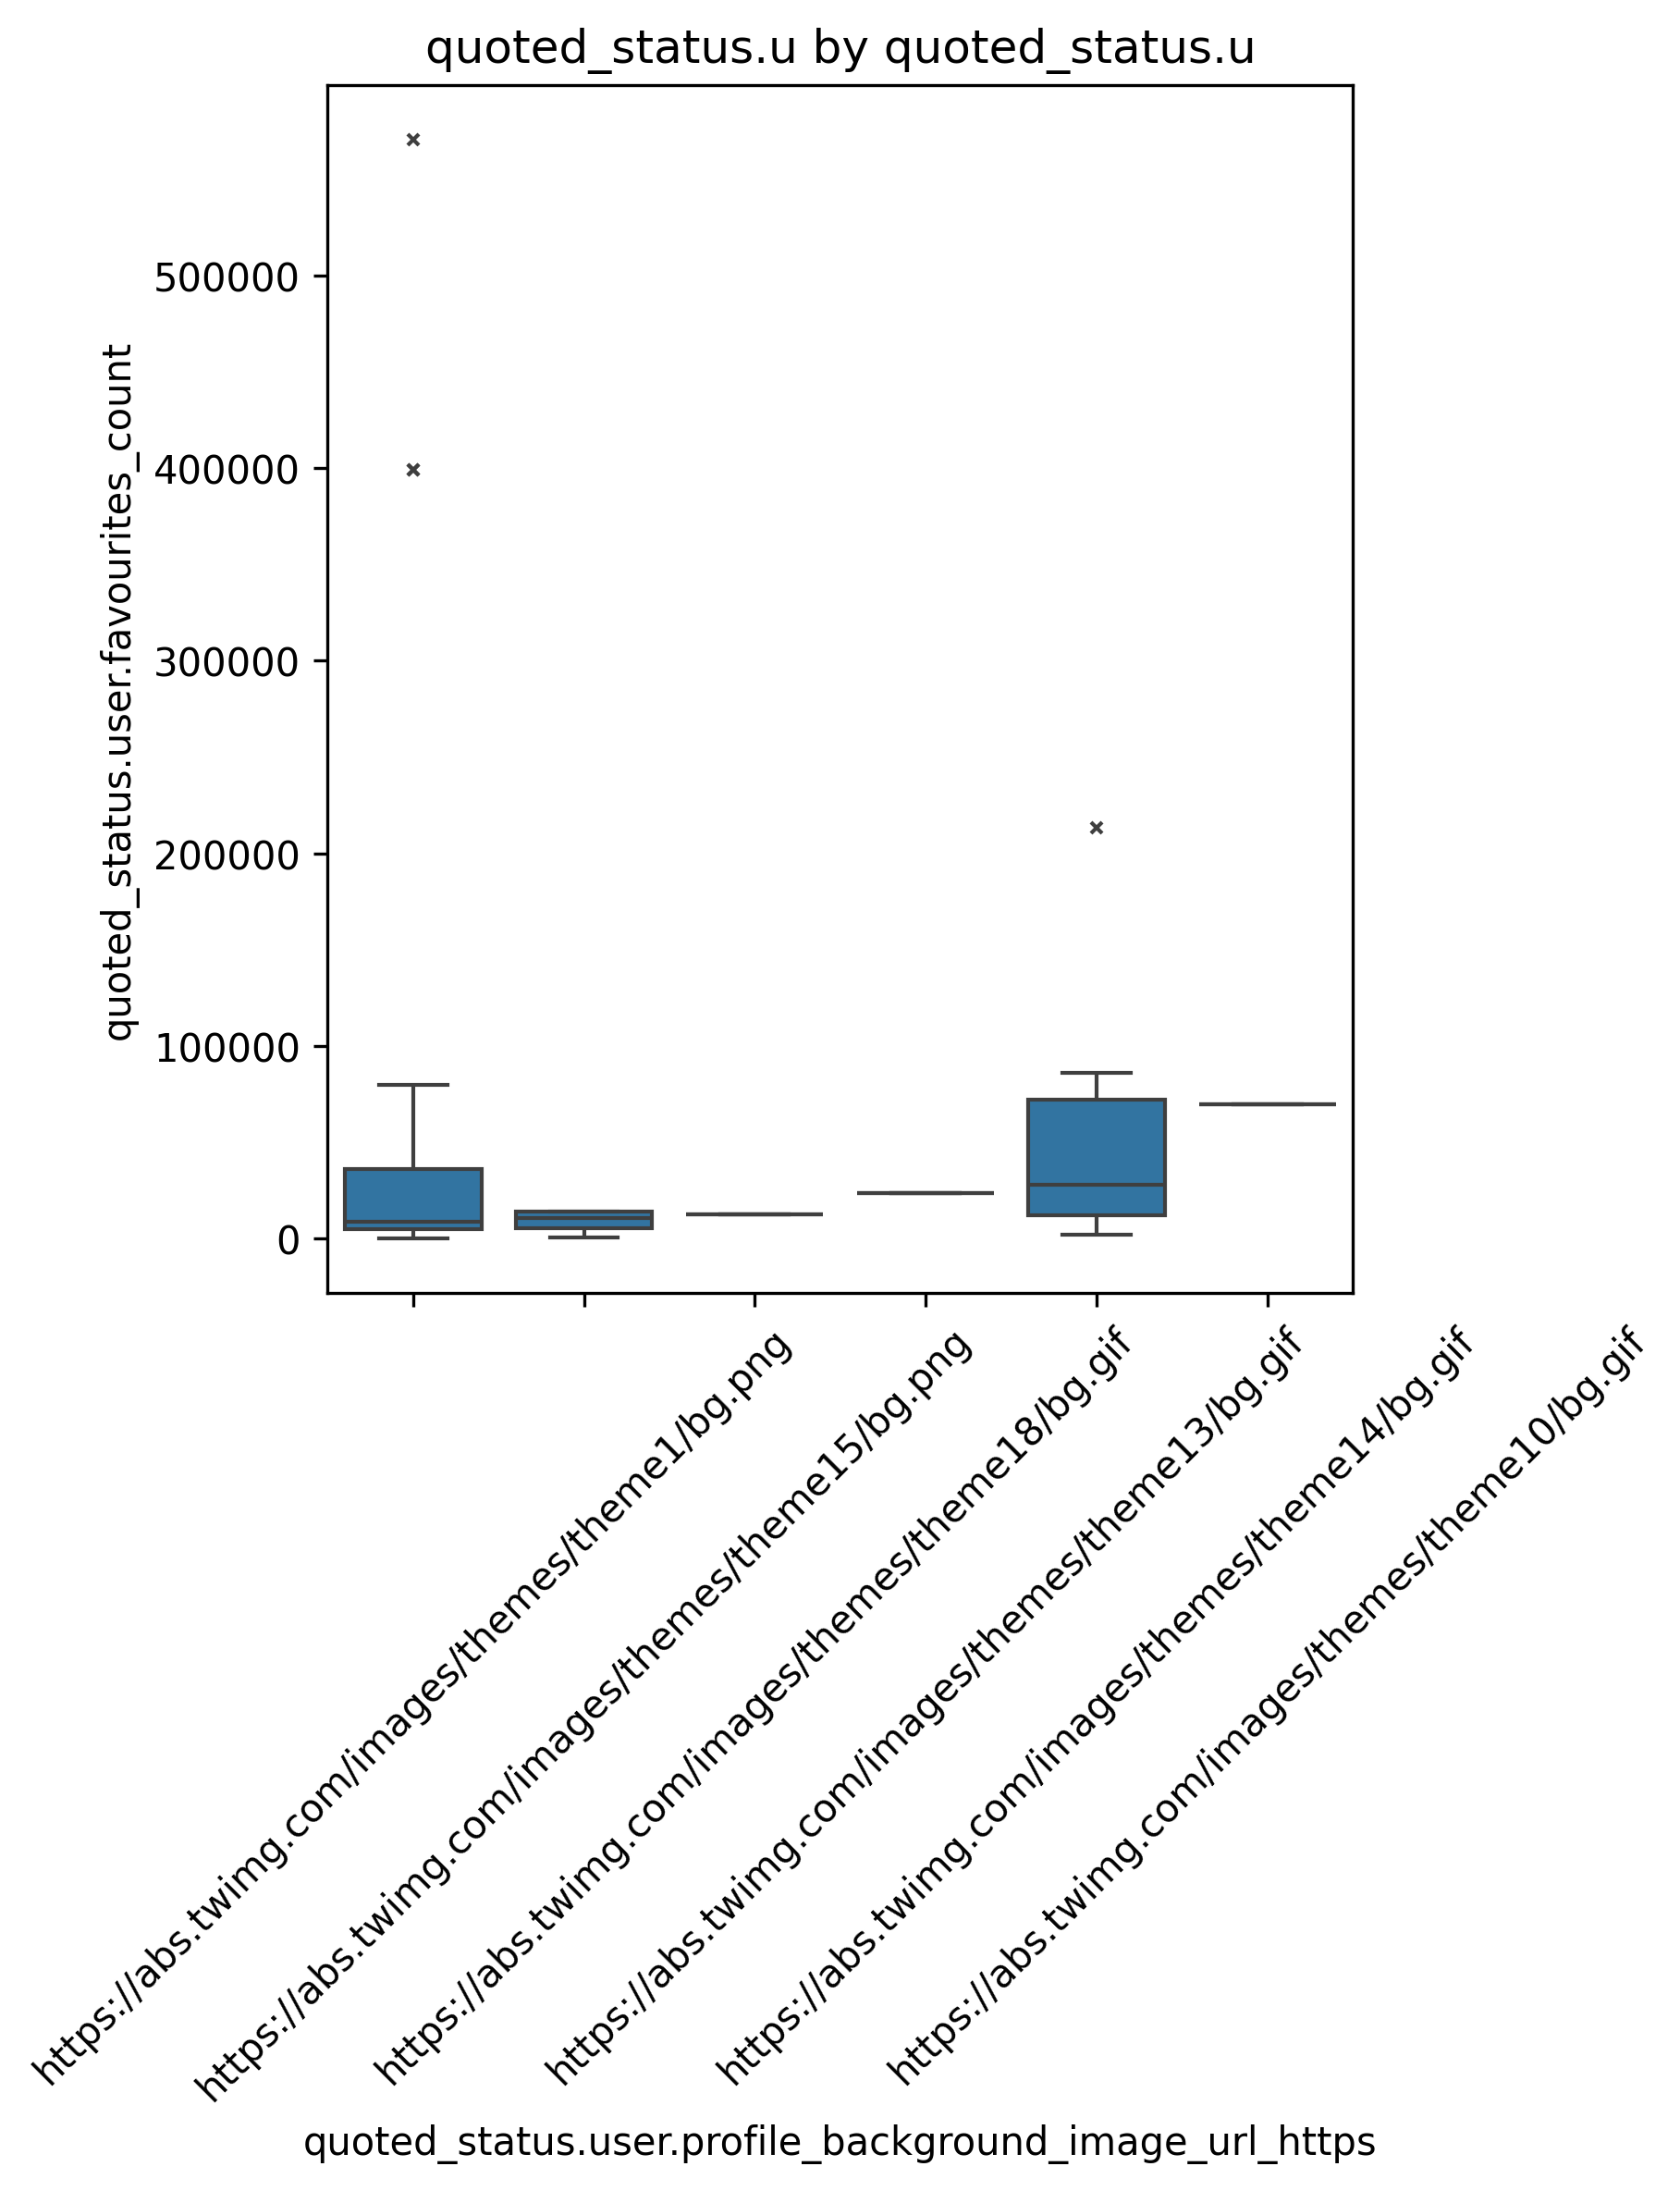 quoted_status.u by quoted_status.u
quoted_status.user.favourites_count
500000
400000
300000
200000
100000
0
https://abs.twimg.com/images/themes/theme1/bg.png
https://abs.twimg.com/images/themes/theme15/bg.png
https://abs.twimg.com/images/themes/theme18/bg.gif
https://abs.twimg.com/images/themes/theme13/bg.gif
https://abs.twimg.com/images/themes/theme14/bg.gif
https://abs.twimg.com/images/themes/theme10/bg.gif
quoted_status.user.profile_background_image_url_https